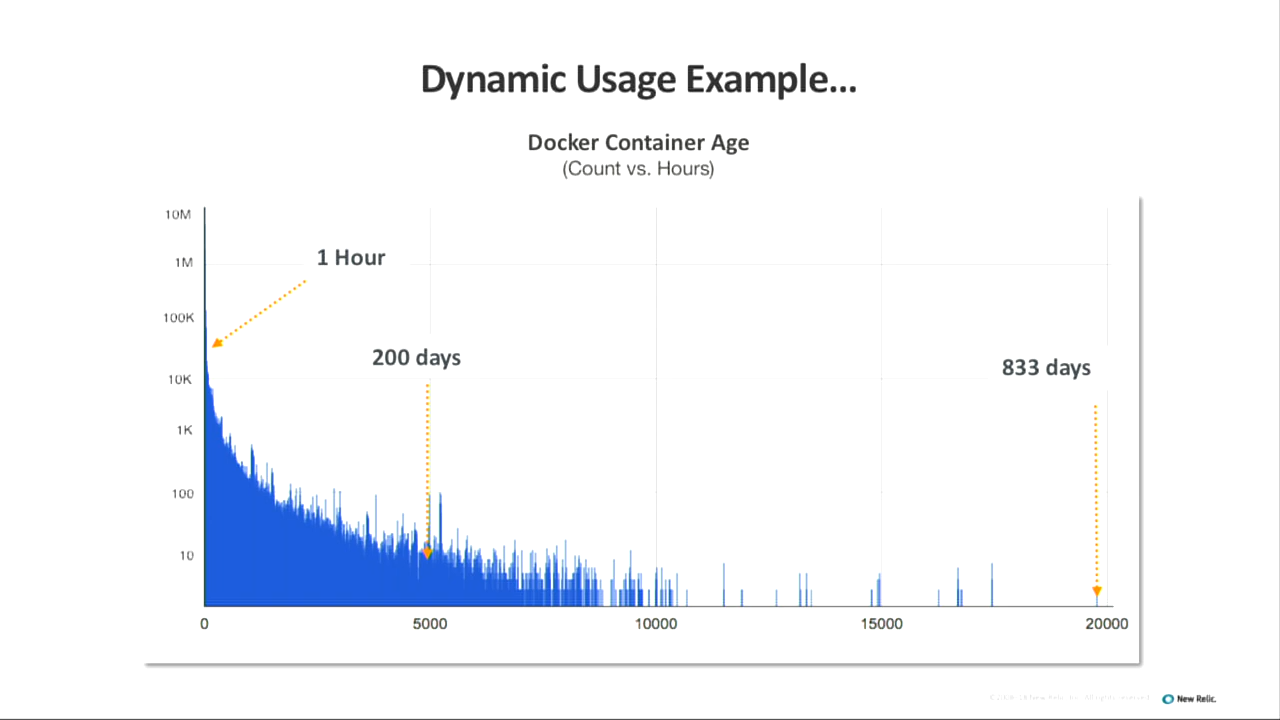 Dynamic Usage Example...
Docker Container Age
(Count vs. Hours)
10M
1M
100K
10K
1K
100
10
1 Hour
200 days
833 days
0 5000 10000 15000 20000
New Relic.